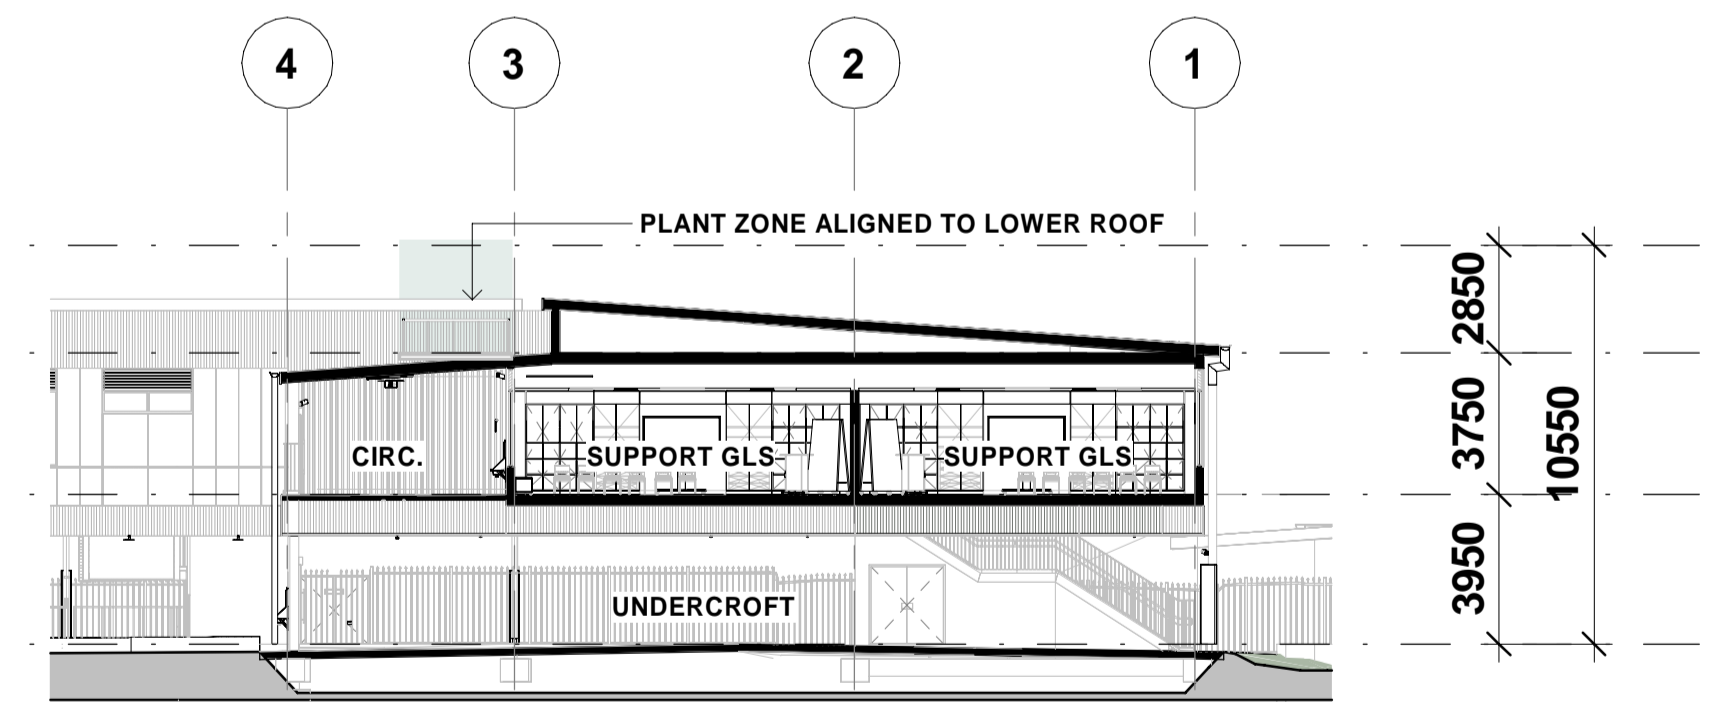 4
3
2
1
PLANT ZONE ALIGNED TO LOWER ROOF
2850
3750
10550
3950
CIRC.
SUPPORT GLS
SUPPORT GLS
UNDERCROFT